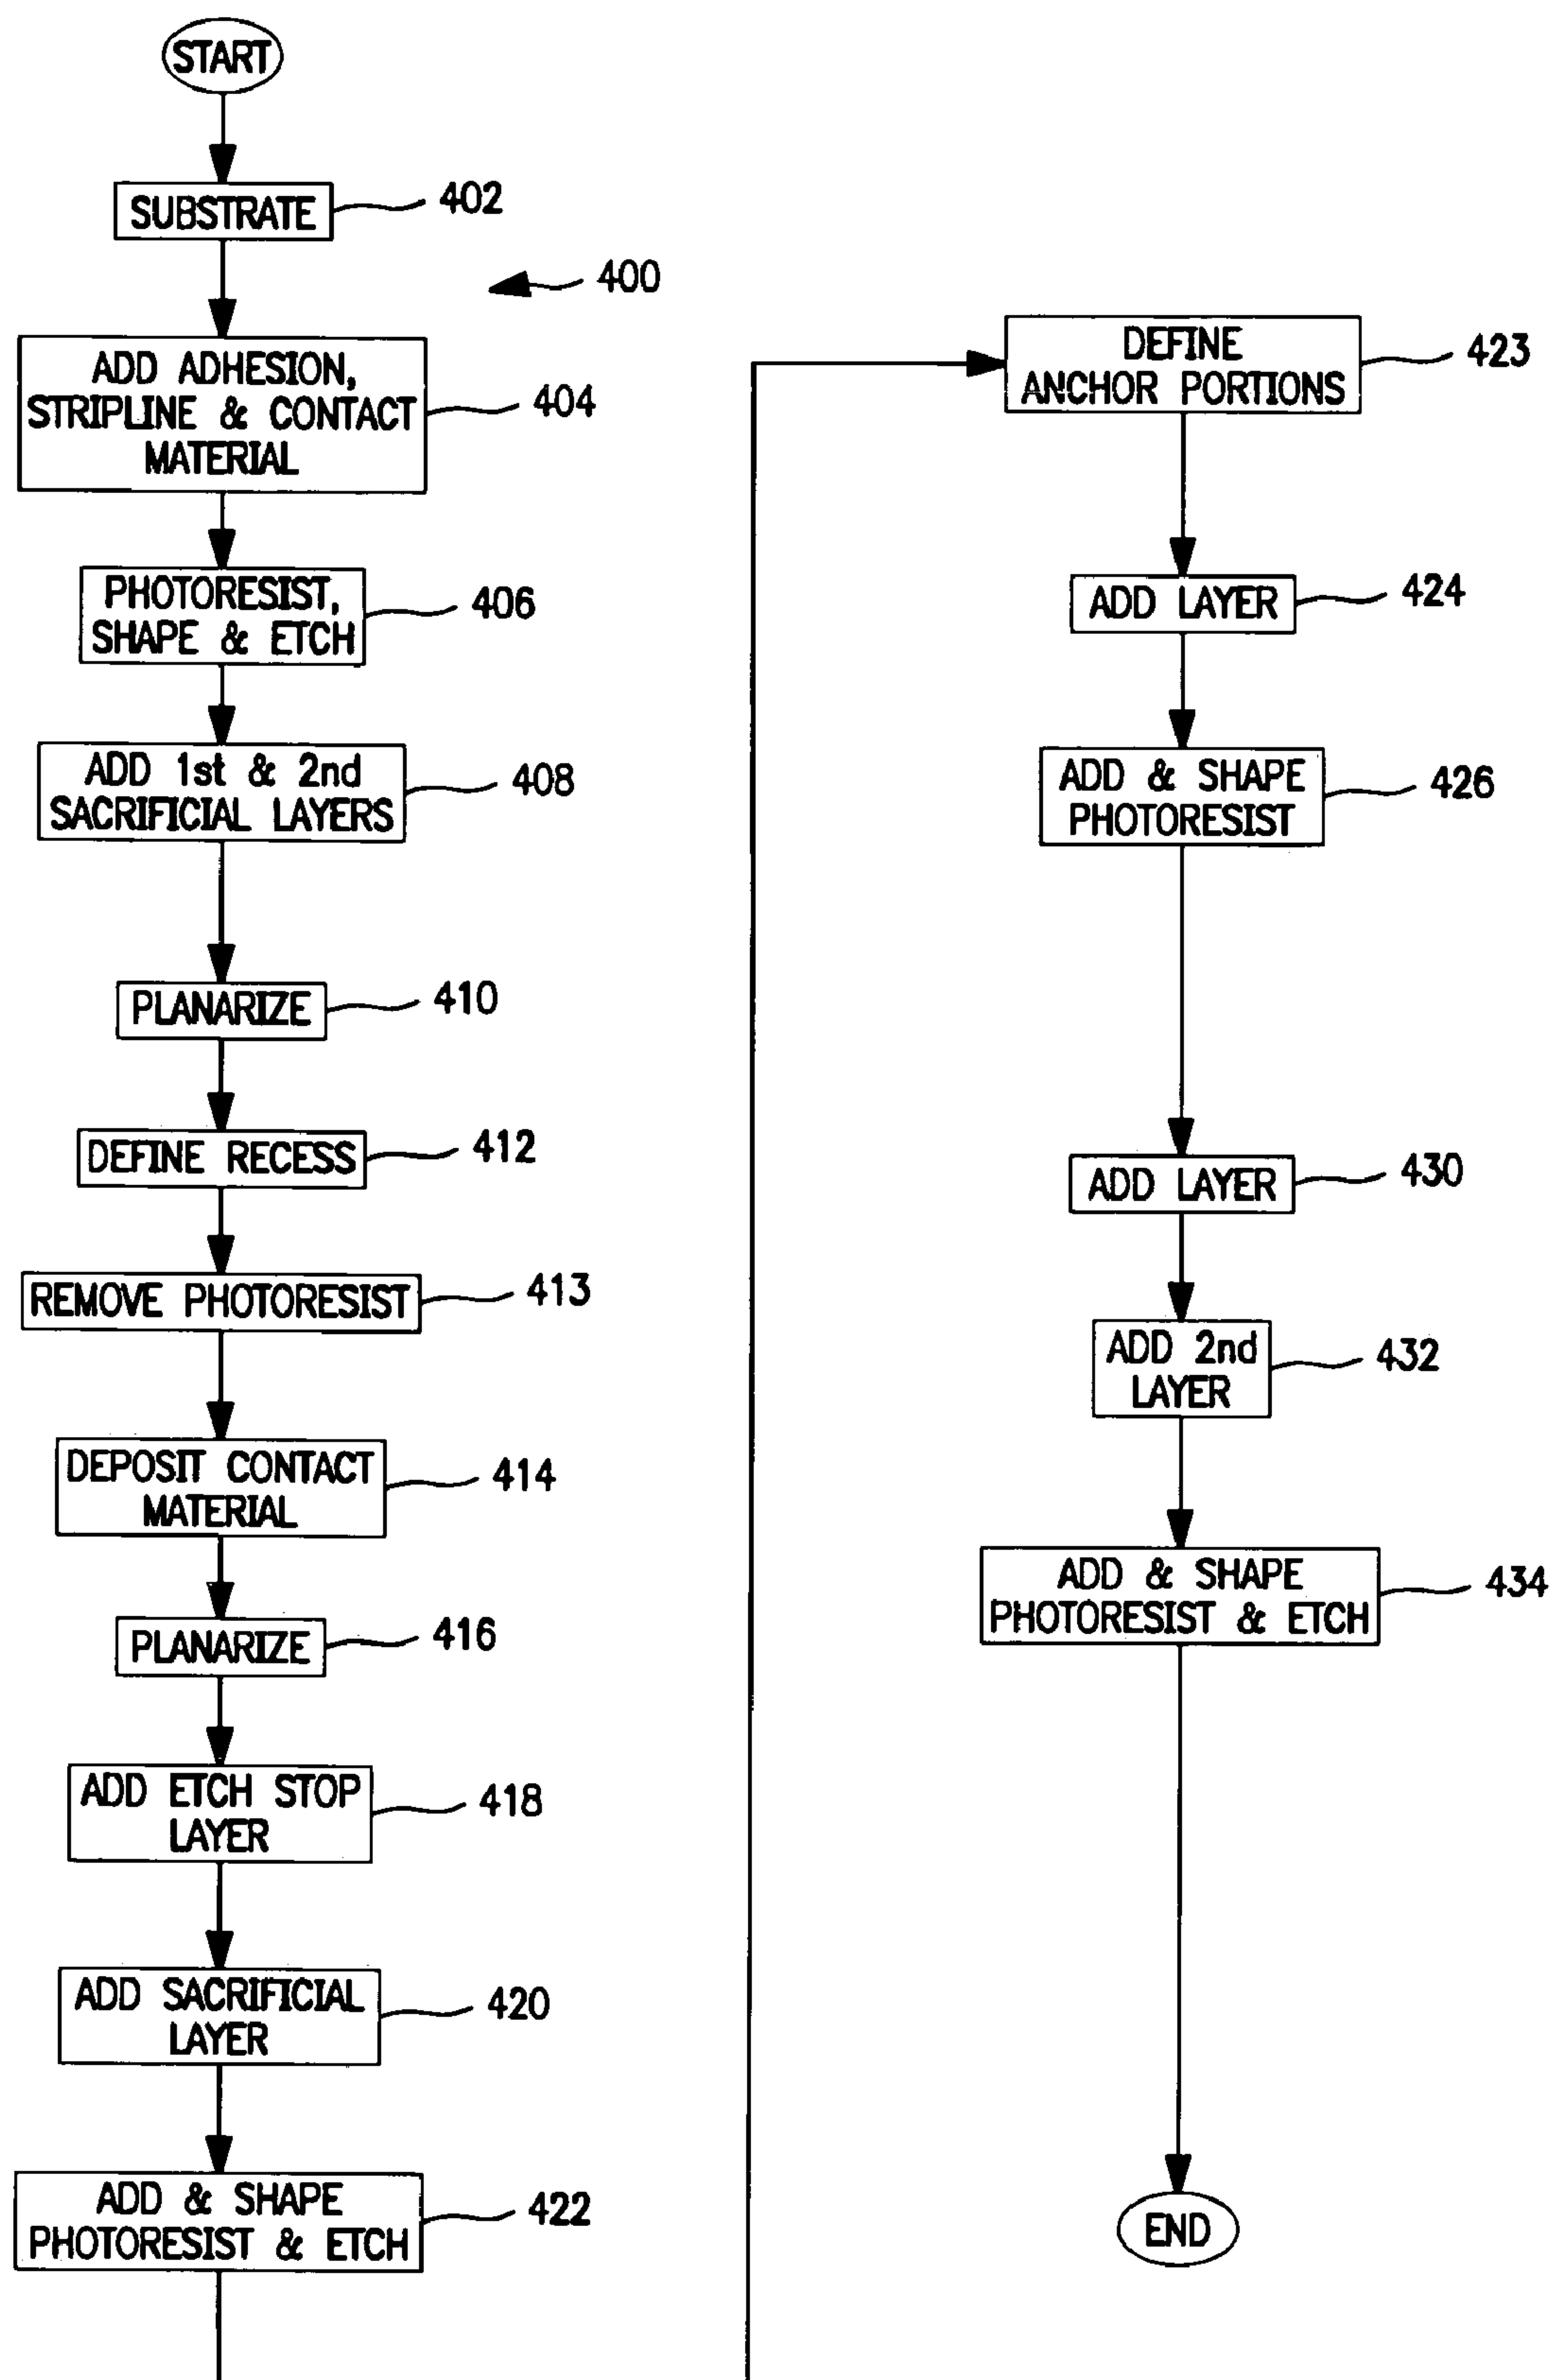 START
SUBSTRATE
402
400
ADD ADHESION,
STRIPLINE & CONTACT
MATERIAL
404
PHOTORESIST,
SHAPE & ETCH
406
ADD 1st & 2nd
SACRIFICIAL LAYERS
408
PLANARIZE
410
DEFINE RECESS
412
REMOVE PHOTORESIST
413
DEPOSIT CONTACT
MATERIAL
414
PLANARIZE
416
ADD ETCH STOP
LAYER
418
ADD SACRIFICIAL
LAYER
420
ADD & SHAPE
PHOTORESIST & ETCH
422
DEFINE
ANCHOR PORTIONS
423
ADD LAYER
424
ADD & SHAPE
PHOTORESIST
426
ADD LAYER
430
ADD 2nd
LAYER
432
ADD & SHAPE
PHOTORESIST & ETCH
434
END